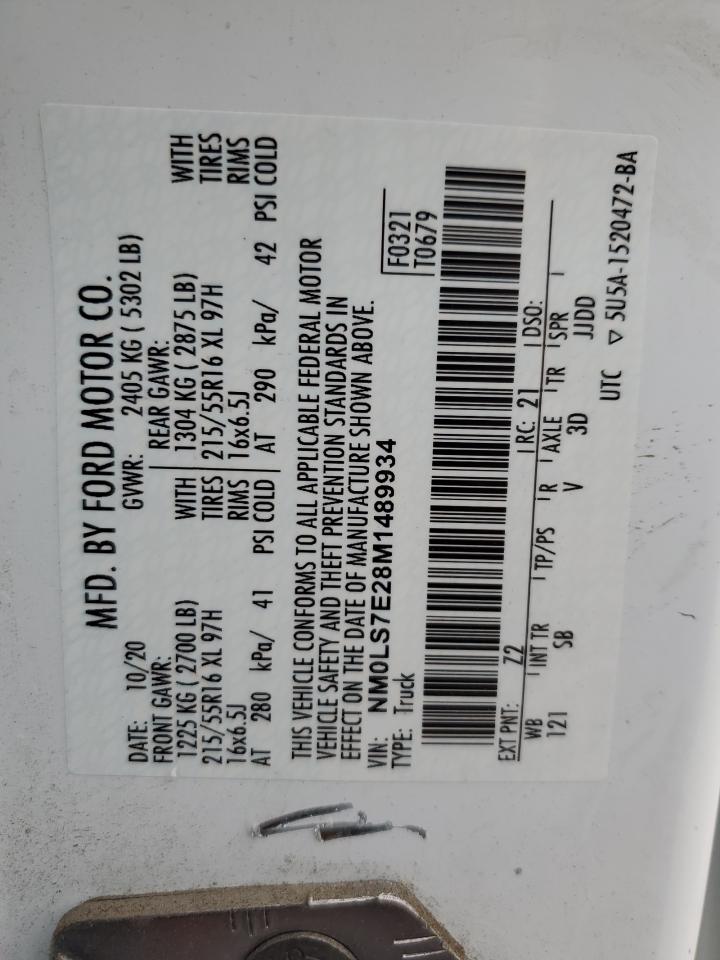 MFD. BY FORD MOTOR CO.
DATE: 10/20 GVWR: 2405 KG ( 5302 LB)
FRONT GAWR: REAR GAWR:
1225 KG ( 2700 LB) WITH 1304 KG ( 2875 LB) WITH
215/55R16 XL 97H TIRES 215/55R16 XL 97H TIRES
16x6.5J RIMS 16x6.5J RIMS
AT 280 kPa/ 41 PSI COLD AT 290 kPa/ 42 PSI COLD
THIS VEHICLE CONFORMS TO ALL APPLICABLE FEDERAL MOTOR
VEHICLE SAFETY AND THEFT PREVENTION STANDARDS IN
EFFECT ON THE DATE OF MANUFACTURE SHOWN ABOVE.
VIN: NM0LS7E28M1489934 F0321
TYPE: Truck T0679
EXT PNT: Z2 RC: 21 DSO:
WB INT TR TP/PS R AXLE TR SPR
121 SB V 3D JJDD
UTC ▽ 5U5A-1520472-BA